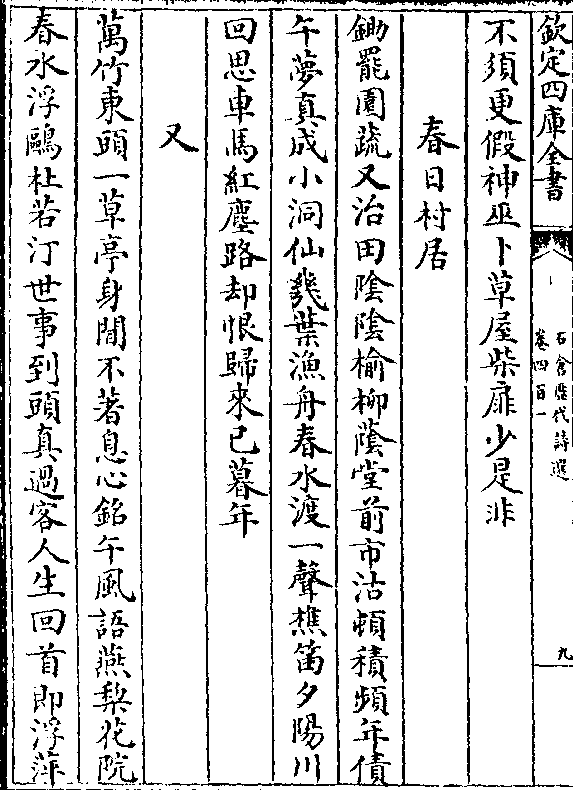 欽定四庫全書
石倉歷代詩選
卷四百一
九
不須更假神巫卜草屋柴扉少是非
春日村居
鋤罷園蔬又治田陰陰榆柳蔭堂前市沽頓積頻年債
午夢真成小洞仙幾葉漁舟春水渡一聲樵笛夕陽川
回思車馬紅塵路却恨歸來已暮年
又
萬竹東頭一草亭身閒不著息心銘午風語燕梨花院
春水浮鷗杜若汀世事到頭真過客人生回首即浮萍